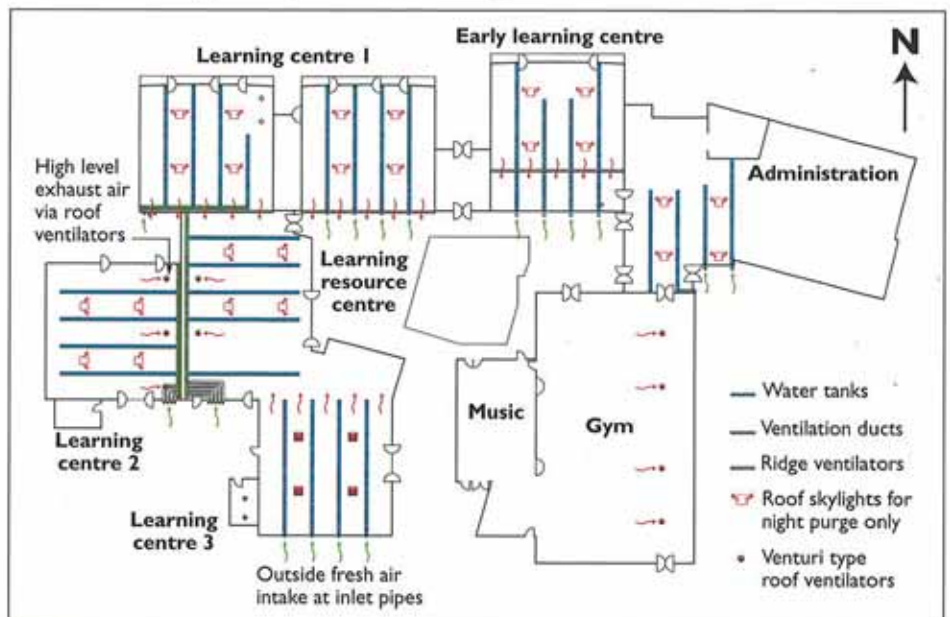 Learning centre 1
Early learning centre
N
High level
exhaust air
via roof
ventilators
Administration
Learning
resource
centre
Learning
centre 2
Music
Gym
Learning
centre 3
Outside fresh air
intake at inlet pipes
Water tanks
Ventilation ducts
Ridge ventilators
Roof skylights for
night purge only
Venturi type
roof ventilators